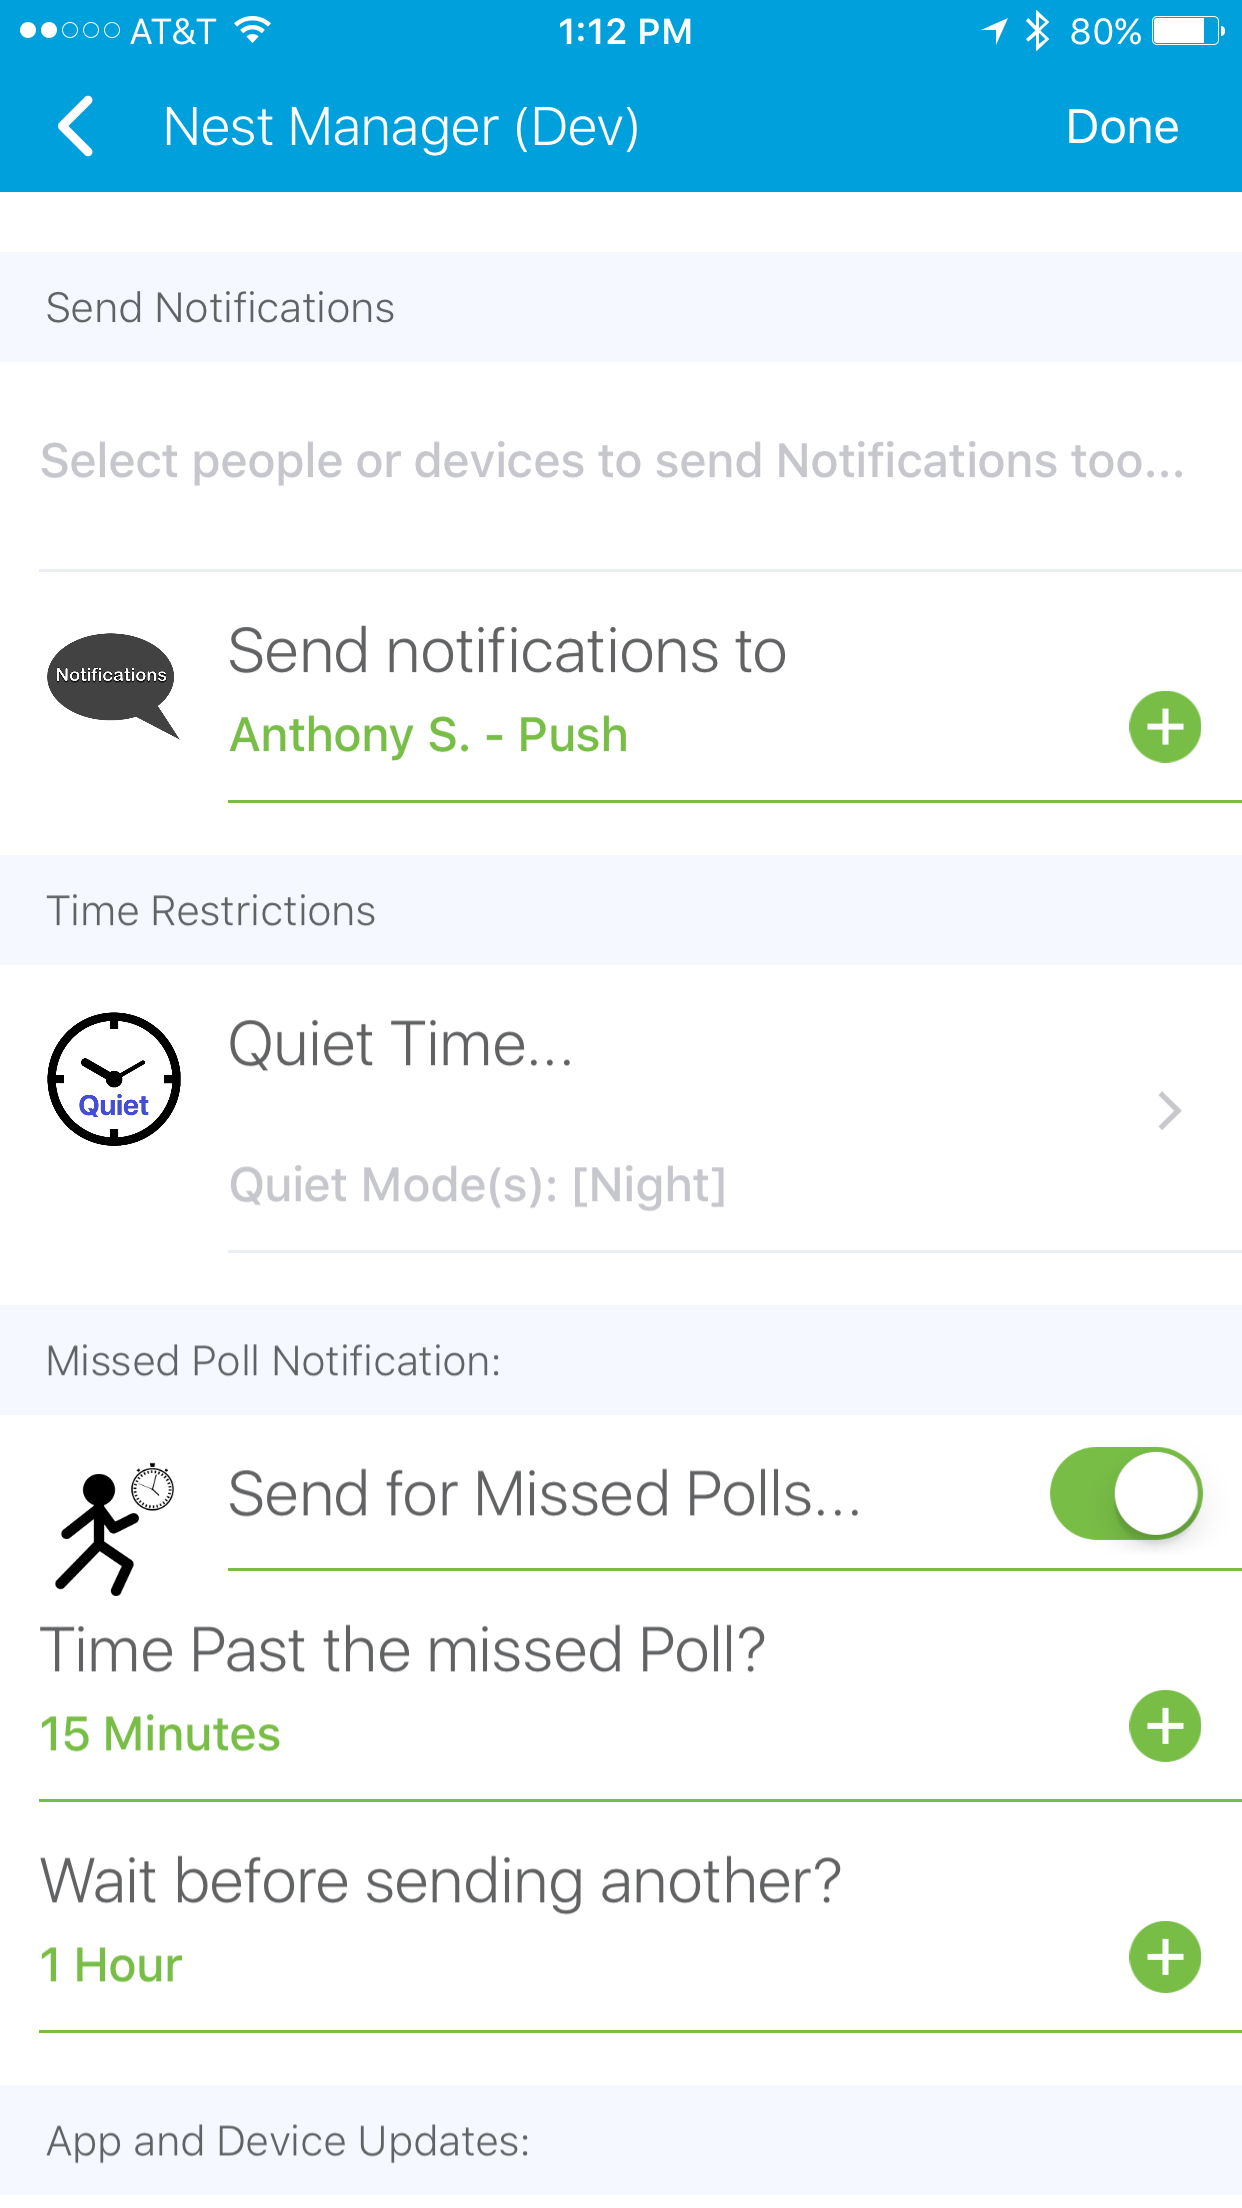 AT&T 1:12 PM 80%
Nest Manager (Dev) Done
Send Notifications
Select people or devices to send Notifications too...
Notifications
Send notifications to
Anthony S. - Push
Time Restrictions
Quiet
Quiet Time...
Quiet Mode(s): [Night]
Missed Poll Notification:
Send for Missed Polls...
Time Past the missed Poll?
15 Minutes
Wait before sending another?
1 Hour
App and Device Updates: